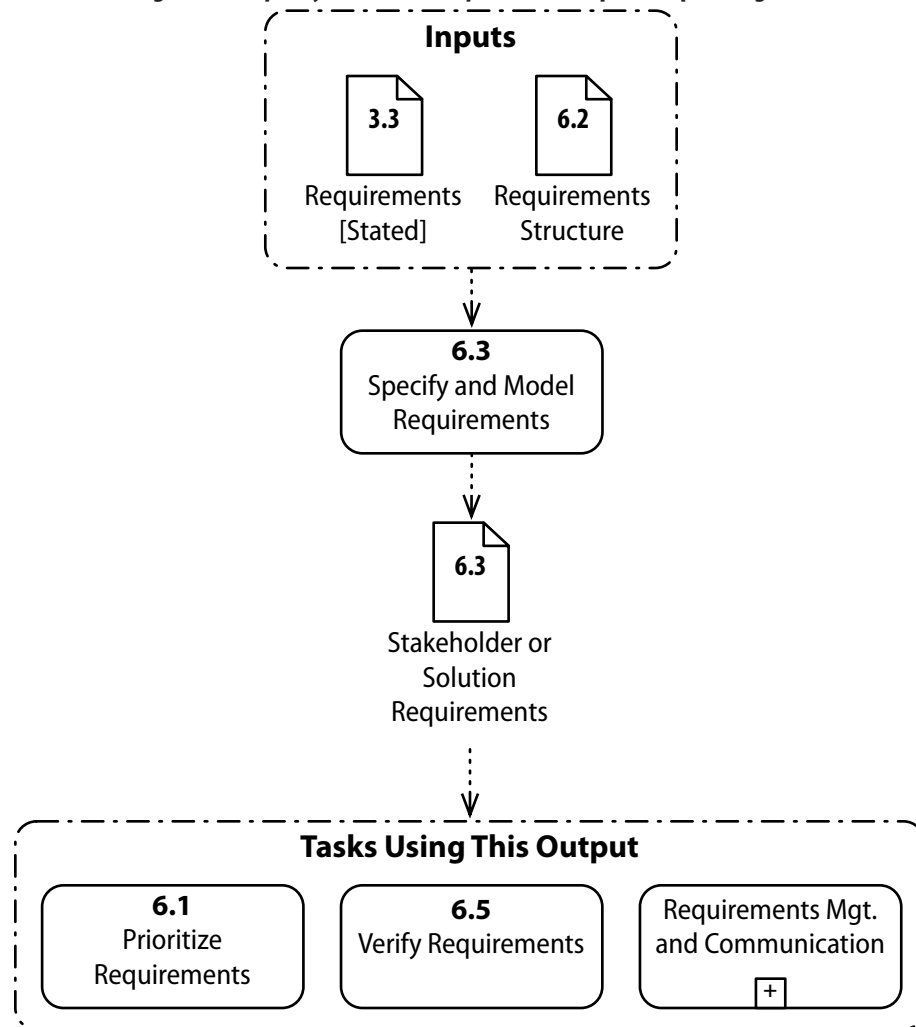 Inputs
3.3
6.2
Requirements
[Stated]
Requirements
Structure
6.3
Specify and Model
Requirements
6.3
Stakeholder or
Solution
Requirements
Tasks Using This Output
6.1
Prioritize
Requirements
6.5
Verify Requirements
Requirements Mgt.
and Communication
+